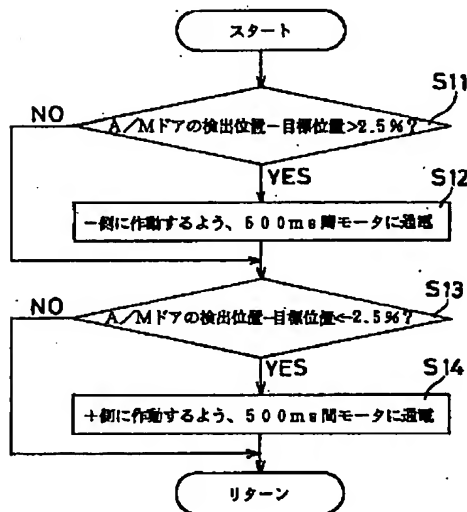 スタート
S11
NO
A/Mドアの検出位置-目標位置>2.5%?
YES
S12
-側に作動するよう、500ms間モータに通電
S13
NO
A/Mドアの検出位置-目標位置<-2.5%?
YES
S14
+側に作動するよう、500ms間モータに通電
リターン